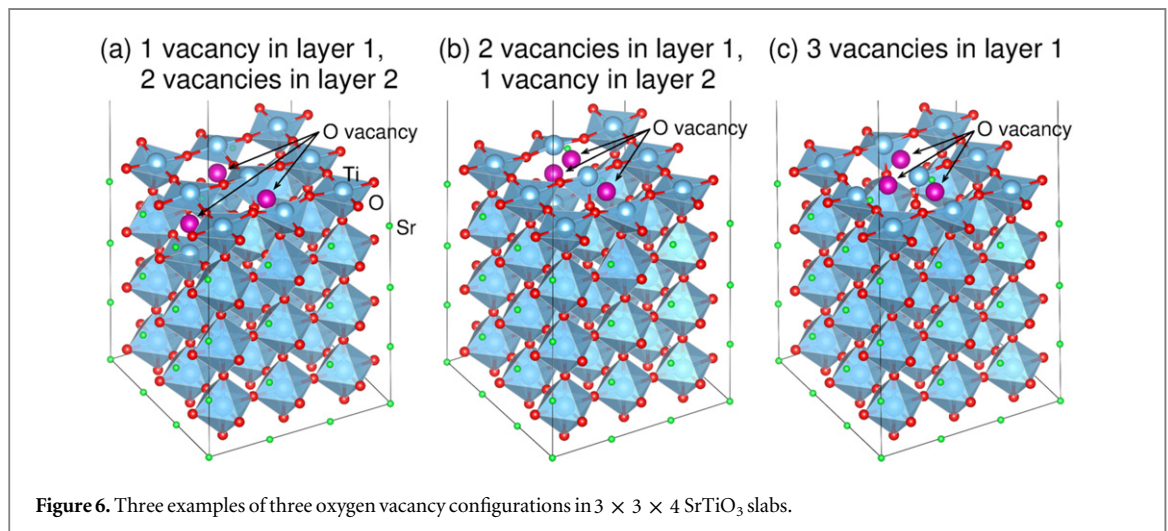 (a) 1 vacancy in layer 1,
2 vacancies in layer 2
(b) 2 vacancies in layer 1,
1 vacancy in layer 2
(c) 3 vacancies in layer 1
O vacancy
Ti
O
Sr
O vacancy
O vacancy
Figure 6. Three examples of three oxygen vacancy configurations in 3 × 3 × 4 SrTiO₃ slabs.